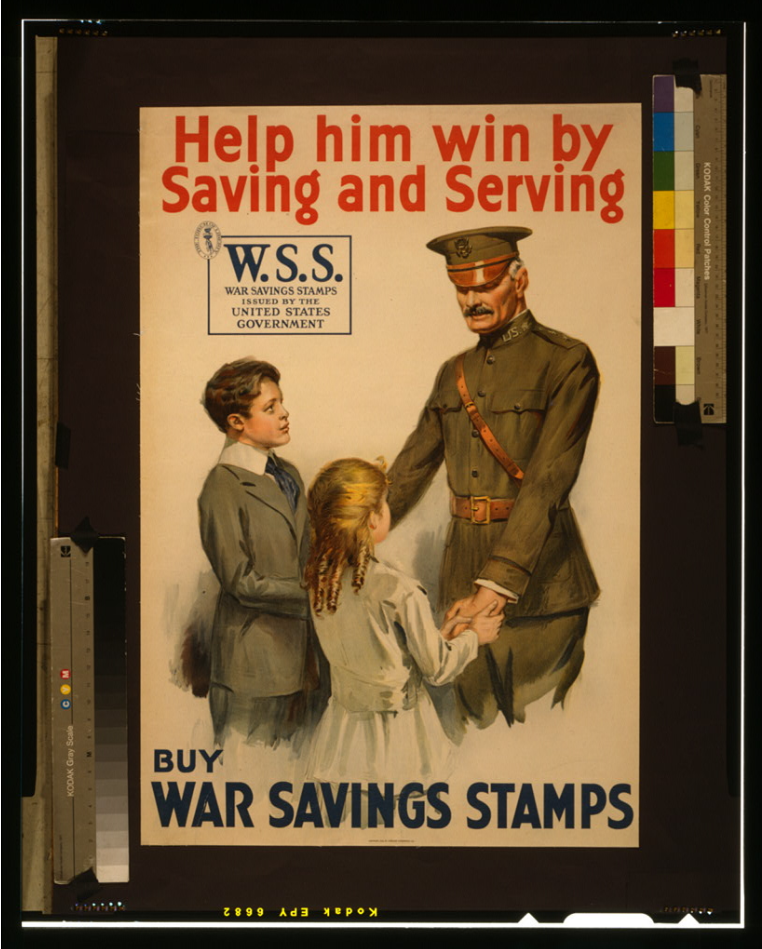 Help him win by
Saving and Serving
W.S.S.
WAR SAVINGS STAMPS
ISSUED BY THE
UNITED STATES
GOVERNMENT
U.S.
BUY
WAR SAVINGS STAMPS
KODAK Color Control Patches
KODAK Gray Scale
C Y M
Kodak EPY 6682